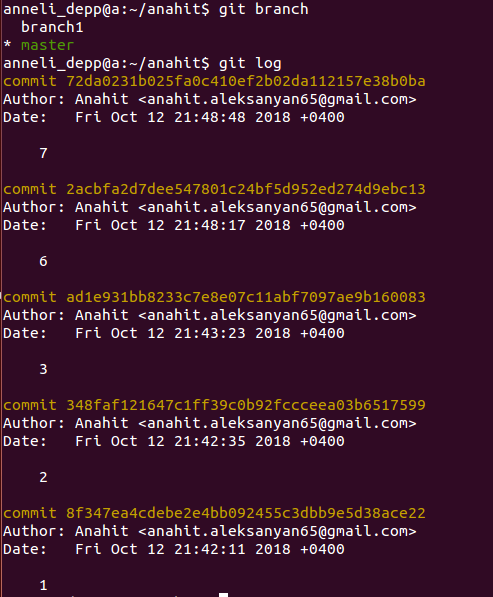 anneli_depp@a:~/anahit$ git branch
  branch1
* master
anneli_depp@a:~/anahit$ git log
commit 72da0231b025fa0c410ef2b02da112157e38b0ba
Author: Anahit <anahit.aleksanyan65@gmail.com>
Date:   Fri Oct 12 21:48:48 2018 +0400

    7

commit 2acbfa2d7dee547801c24bf5d952ed274d9ebc13
Author: Anahit <anahit.aleksanyan65@gmail.com>
Date:   Fri Oct 12 21:48:17 2018 +0400

    6

commit ad1e931bb8233c7e8e07c11abf7097ae9b160083
Author: Anahit <anahit.aleksanyan65@gmail.com>
Date:   Fri Oct 12 21:43:23 2018 +0400

    3

commit 348faf121647c1ff39c0b92fccceea03b6517599
Author: Anahit <anahit.aleksanyan65@gmail.com>
Date:   Fri Oct 12 21:42:35 2018 +0400

    2

commit 8f347ea4cdebe2e4bb092455c3dbb9e5d38ace22
Author: Anahit <anahit.aleksanyan65@gmail.com>
Date:   Fri Oct 12 21:42:11 2018 +0400

    1